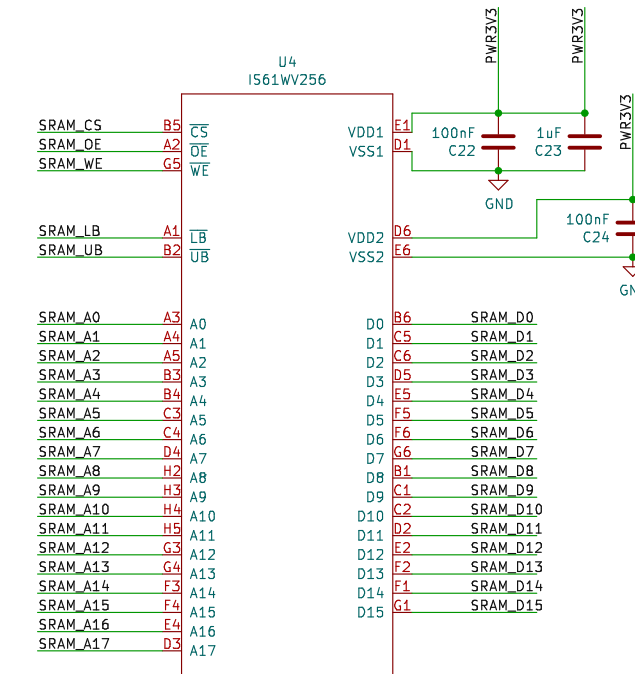 PWR3V3 PWR3V3
U4
IS61WV256
PWR3V3
SRAM_CS B5 CS VDD1 E1 100nF 1uF
SRAM_OE A2 OE VSS1 D1 C22 C23
SRAM_WE G5 WE
GND
SRAM_LB A1 LB VDD2 D6 100nF
SRAM_UB B2 UB VSS2 E6 C24
GN
SRAM_A0 A3 A0 D0 B6 SRAM_D0
SRAM_A1 A4 A1 D1 C5 SRAM_D1
SRAM_A2 A5 A2 D2 C6 SRAM_D2
SRAM_A3 B3 A3 D3 D5 SRAM_D3
SRAM_A4 B4 A4 D4 E5 SRAM_D4
SRAM_A5 C3 A5 D5 F5 SRAM_D5
SRAM_A6 C4 A6 D6 F6 SRAM_D6
SRAM_A7 D4 A7 D7 G6 SRAM_D7
SRAM_A8 H2 A8 D8 B1 SRAM_D8
SRAM_A9 H3 A9 D9 C1 SRAM_D9
SRAM_A10 H4 A10 D10 C2 SRAM_D10
SRAM_A11 H5 A11 D11 D2 SRAM_D11
SRAM_A12 G3 A12 D12 E2 SRAM_D12
SRAM_A13 G4 A13 D13 F2 SRAM_D13
SRAM_A14 F3 A14 D14 F1 SRAM_D14
SRAM_A15 F4 A15 D15 G1 SRAM_D15
SRAM_A16 E4 A16
SRAM_A17 D3 A17